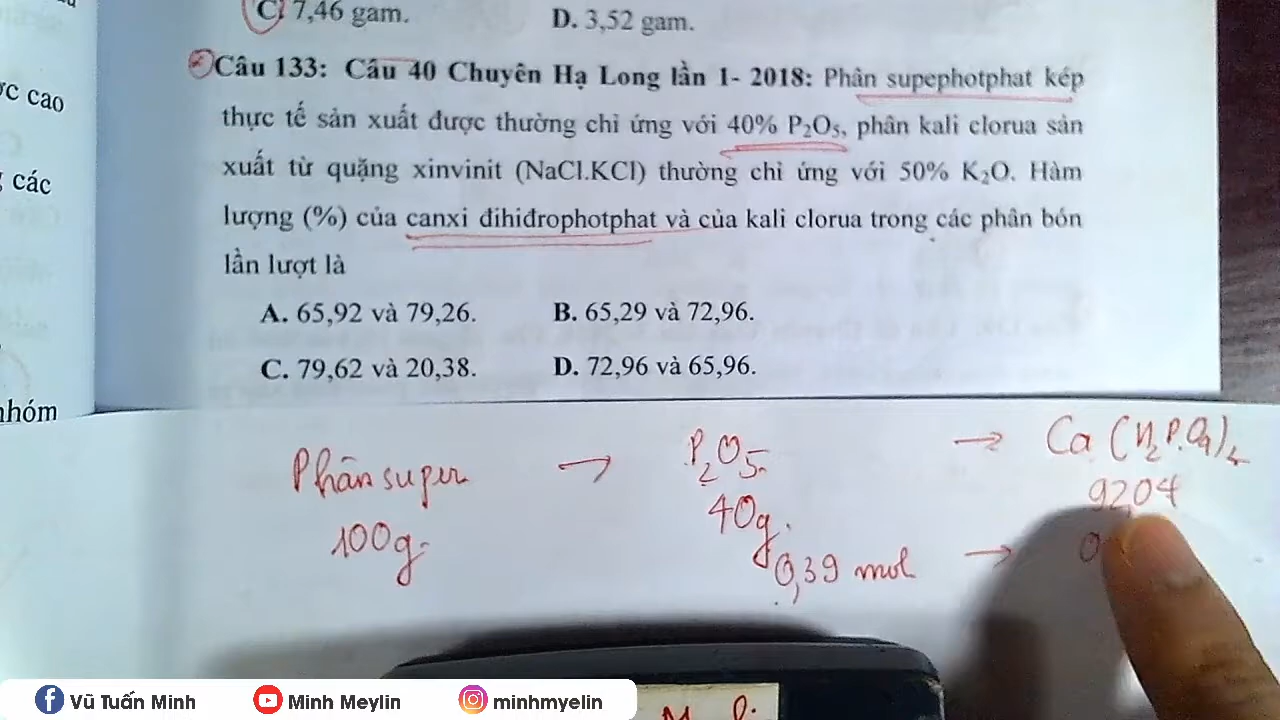 C. 7,46 gam. D. 3,52 gam.
Câu 133: Câu 40 Chuyên Hạ Long lần 1- 2018: Phân supephotphat kép
ợc cao
thực tế sản xuất được thường chỉ ứng với 40% P₂O₅, phân kali clorua sản
các
xuất từ quặng xinvinit (NaCl.KCl) thường chỉ ứng với 50% K₂O. Hàm
lượng (%) của canxi đihiđrophotphat và của kali clorua trong các phân bón
lần lượt là
A. 65,92 và 79,26. B. 65,29 và 72,96.
C. 79,62 và 20,38. D. 72,96 và 65,96.
nhóm
Phân super → P₂O₅ → Ca(H₂PO₄)₂
100g 40g 9204
0,39 mol → 0
Vũ Tuấn Minh Minh Meylin minhmyelin